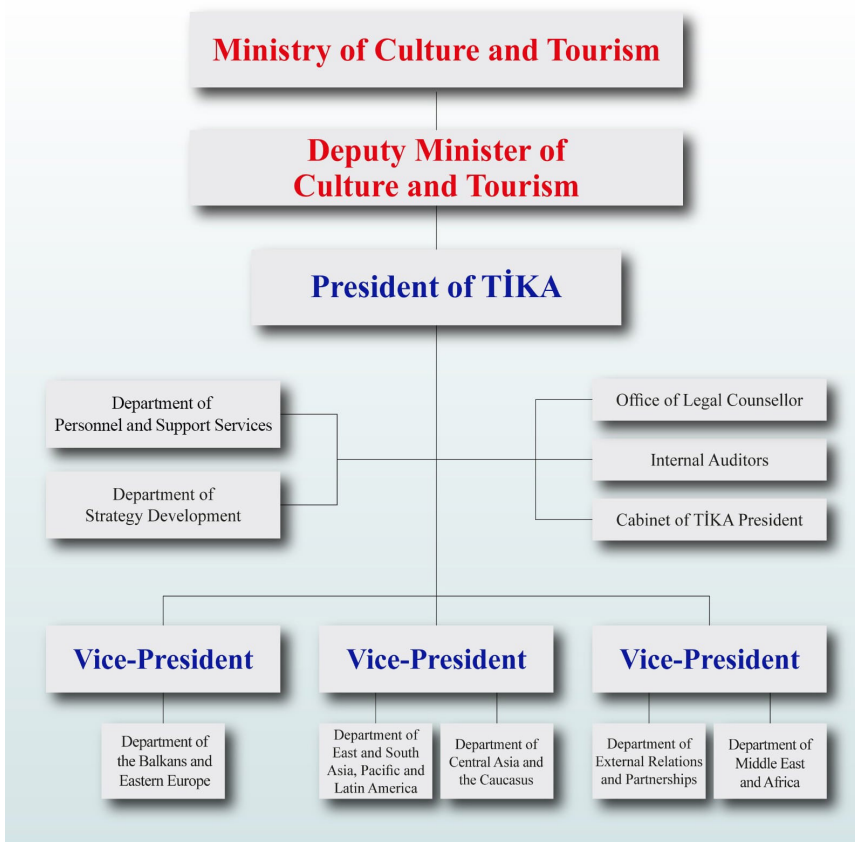 Ministry of Culture and Tourism
Deputy Minister of
Culture and Tourism
President of TİKA
Department of
Personnel and Support Services
Department of
Strategy Development
Office of Legal Counsellor
Internal Auditors
Cabinet of TİKA President
Vice-President
Vice-President
Vice-President
Department of
the Balkans and
Eastern Europe
Department of
East and South
Asia, Pacific and
Latin America
Department of
Central Asia and
the Caucasus
Department of
External Relations
and Partnerships
Department of
Middle East
and Africa